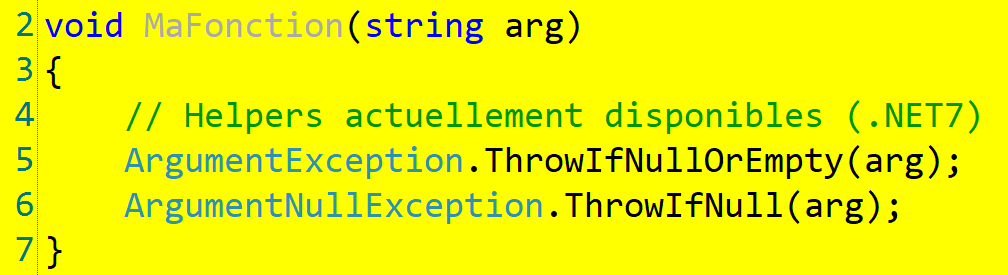 2 void MaFonction(string arg)
3 {
4     // Helpers actuellement disponibles (.NET7)
5     ArgumentException.ThrowIfNullOrEmpty(arg);
6     ArgumentNullException.ThrowIfNull(arg);
7 }